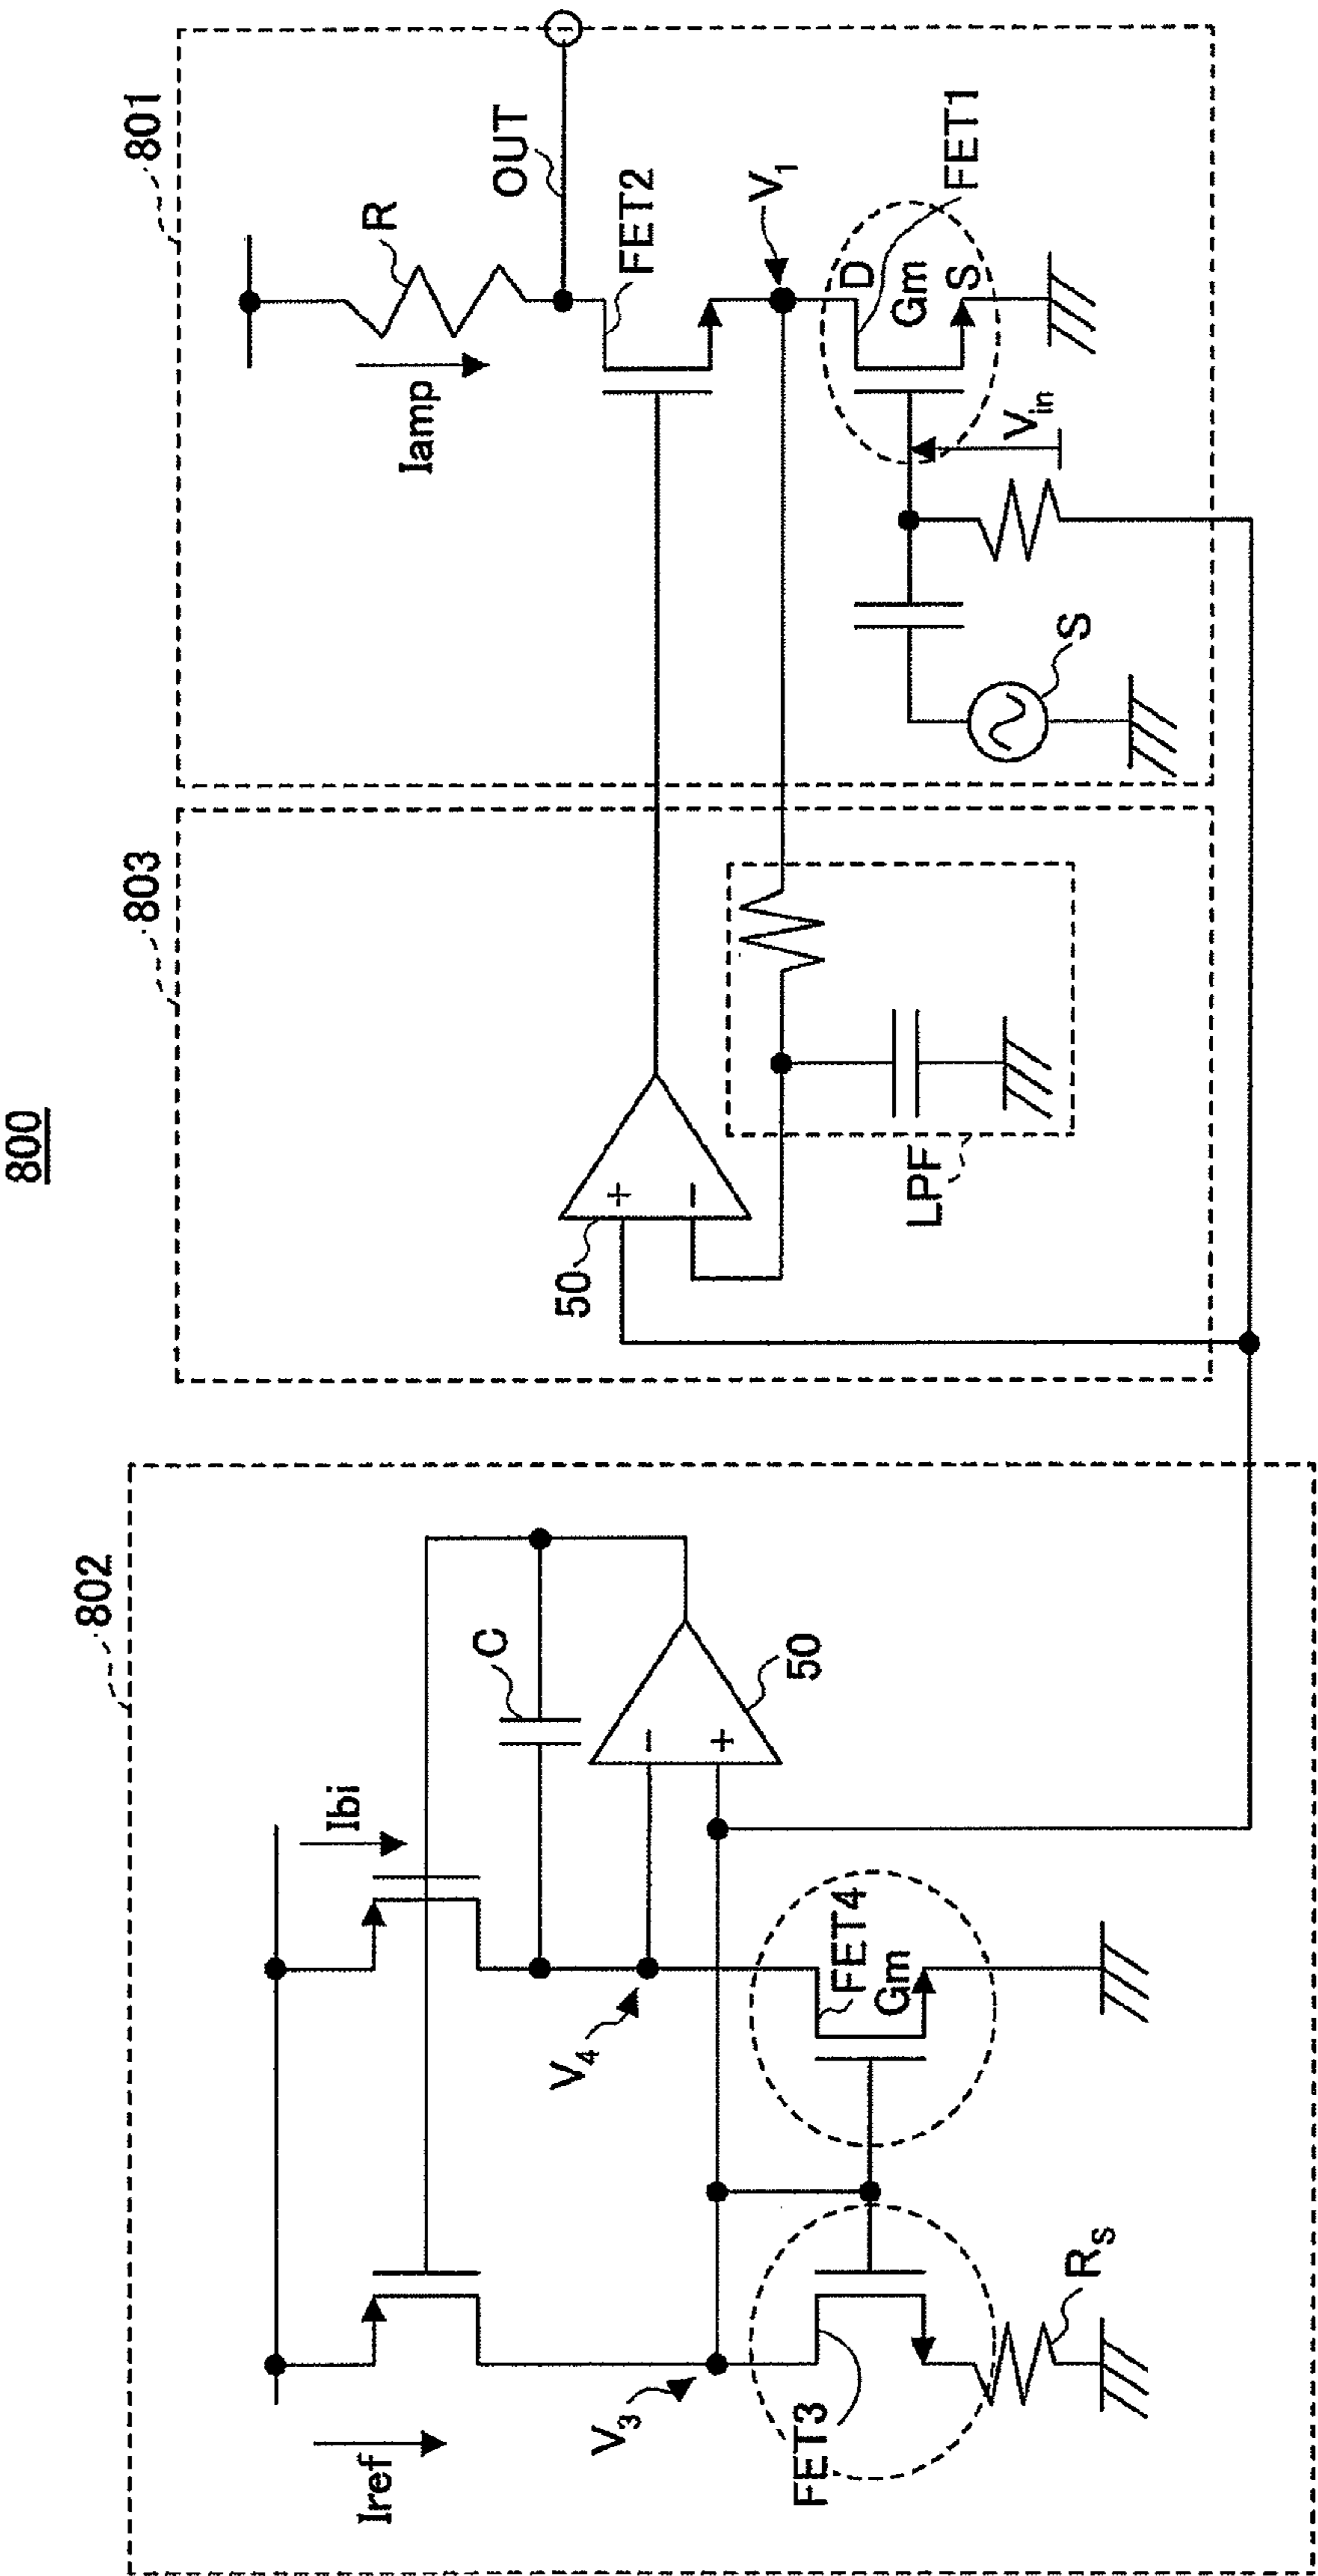 800
802
803
801
Iref
Ibi
C
50
V4
V3
FET3
FET4
Gm
RS
50
+
-
-
+
LPF
Iamp
R
OUT
FET2
V1
D
Gm
S
FET1
Vin
S